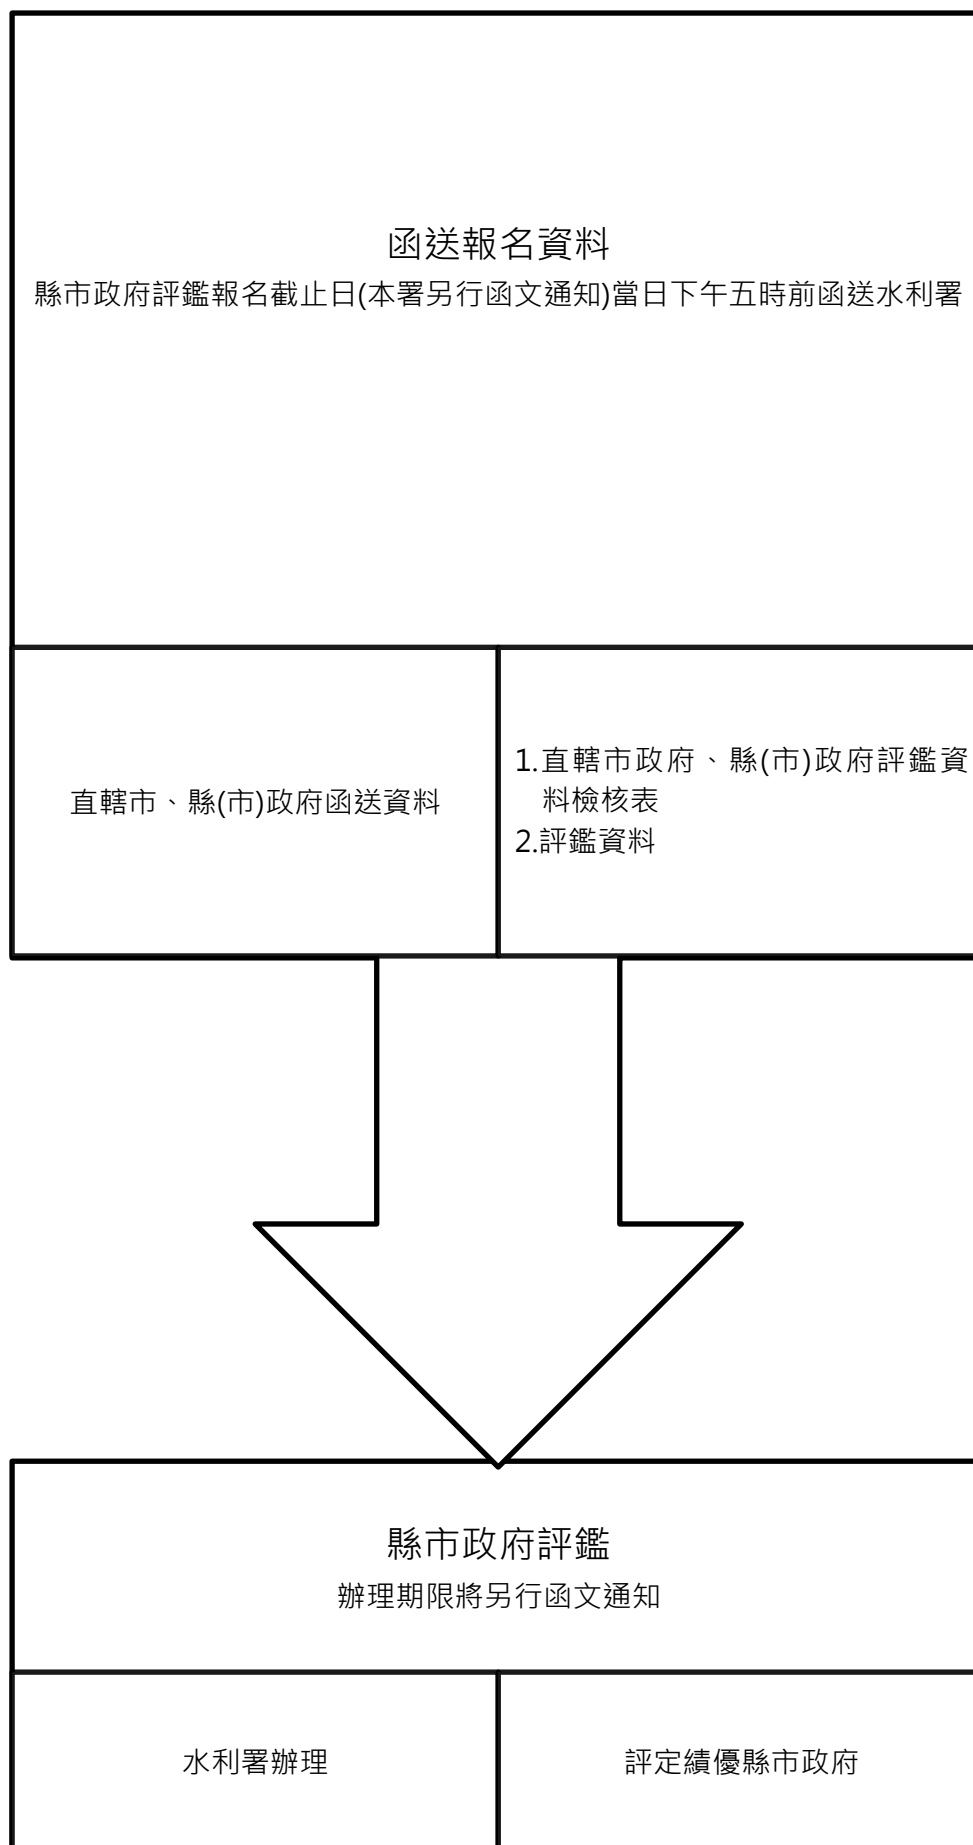 函送報名資料
縣市政府評鑑報名截止日(本署另行函文通知)當日下午五時前函送水利署
直轄市、縣(市)政府函送資料
1.直轄市政府、縣(市)政府評鑑資
料檢核表
2.評鑑資料
縣市政府評鑑
辦理期限將另行函文通知
水利署辦理
評定績優縣市政府